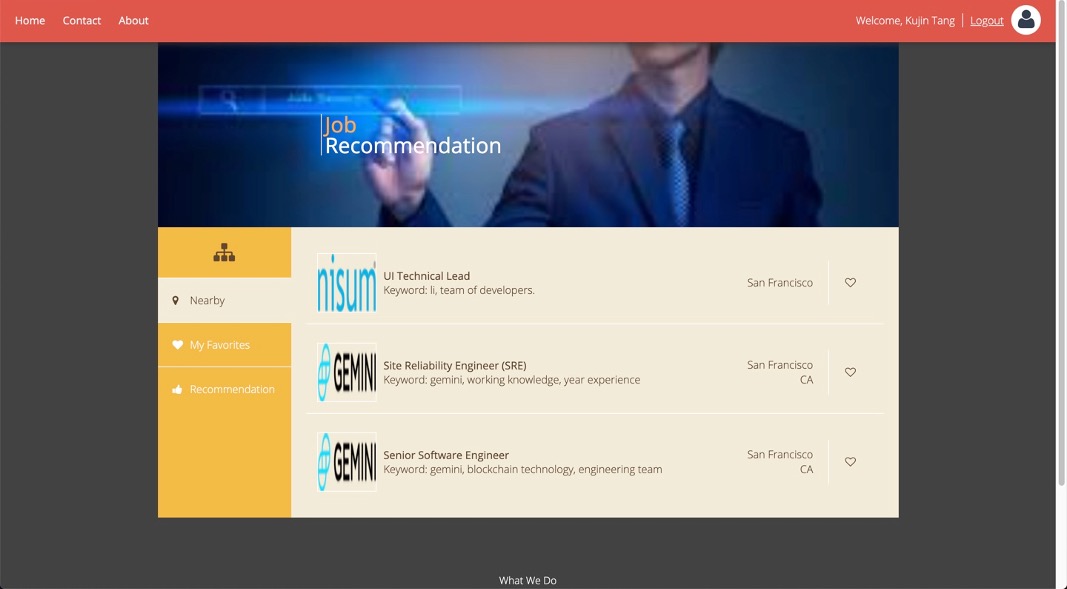 Home
Contact
About
Welcome, Kujin Tang
Logout
Job
Recommendation
Nearby
My Favorites
Recommendation
nisum
UI Technical Lead
Keyword: li, team of developers.
San Francisco
GEMINI
Site Reliability Engineer (SRE)
Keyword: gemini, working knowledge, year experience
San Francisco
CA
GEMINI
Senior Software Engineer
Keyword: gemini, blockchain technology, engineering team
San Francisco
CA
What We Do